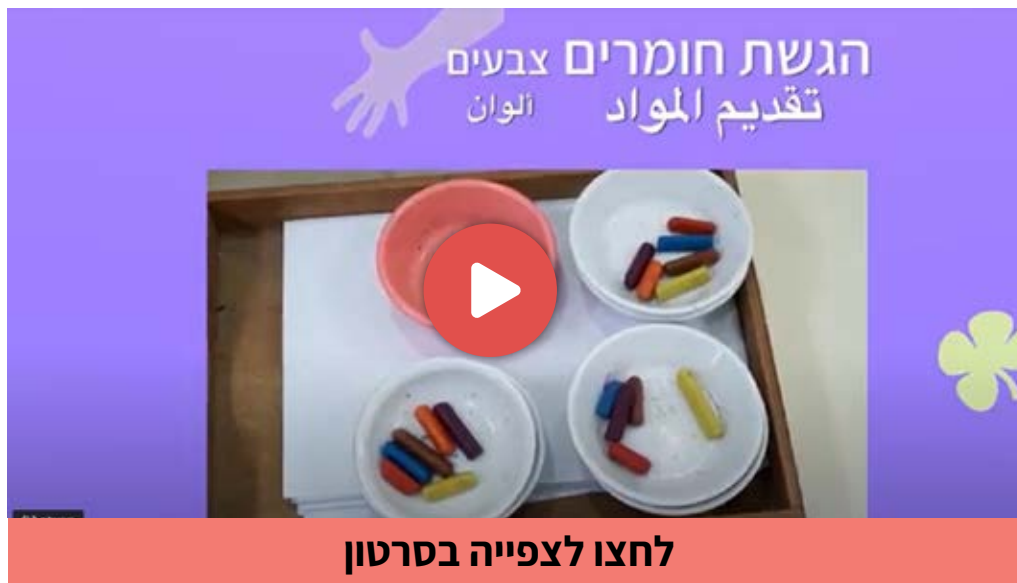 הגשת חומרים צבעים
تقديم المواد ألوان
לחצו לצפייה בסרטון